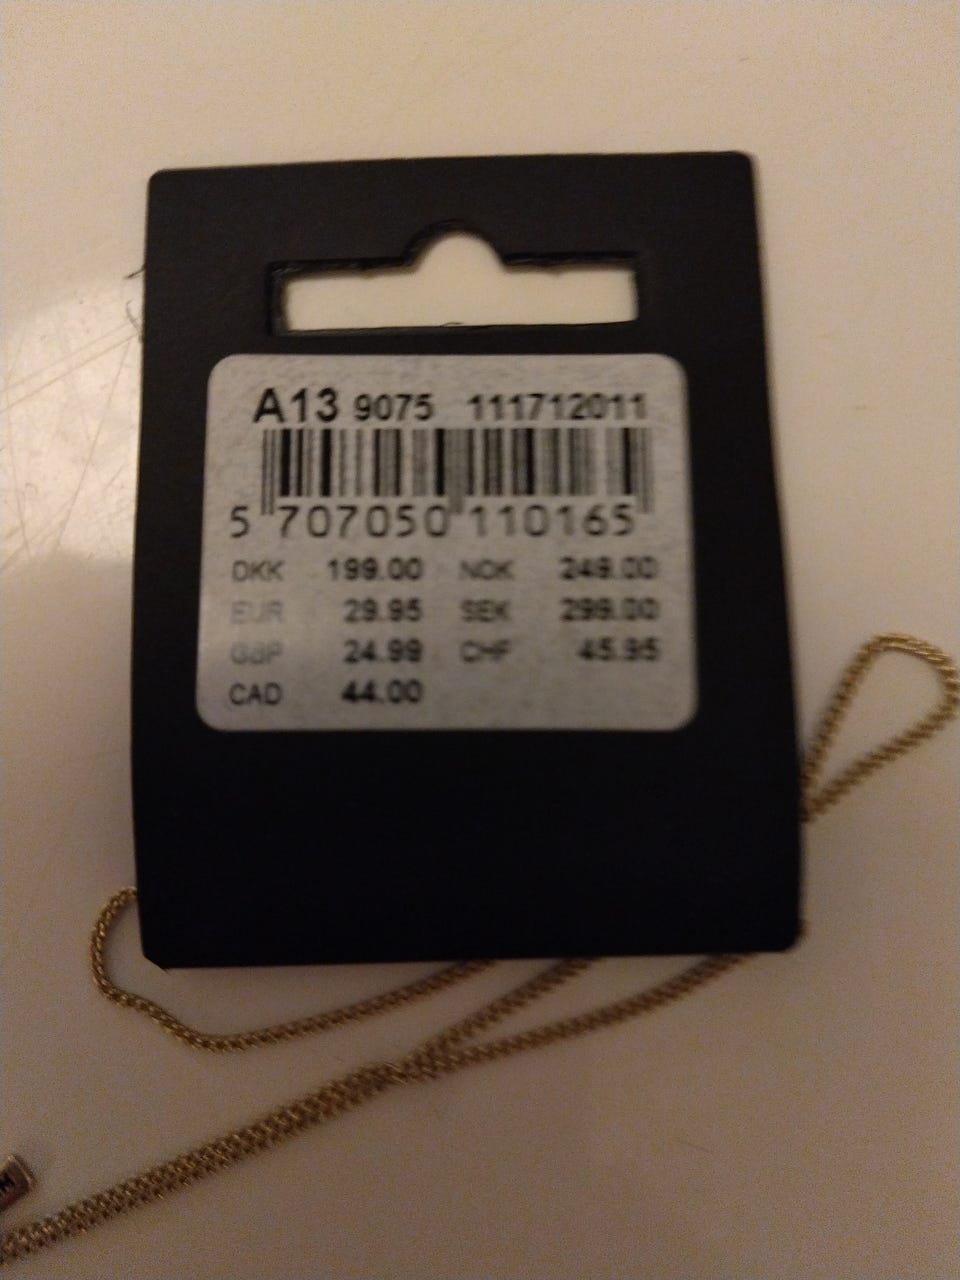 A13 9075 111712011
5 707050 110165
DKK 199.00 NOK 249.00
EUR 29.95 SEK 299.00
GBP 24.99 CHF 45.95
CAD 44.00